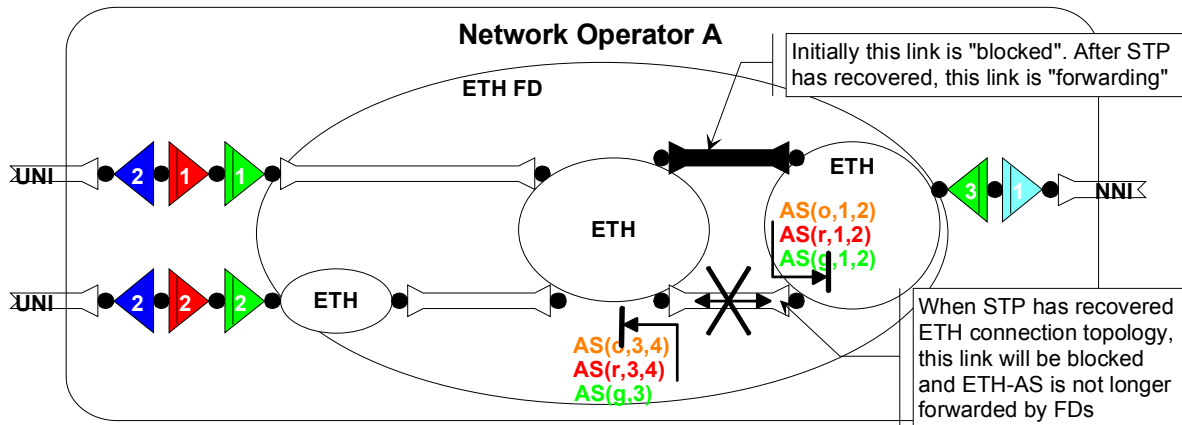 Network Operator A
Initially this link is "blocked". After STP
has recovered, this link is "forwarding"
ETH FD
ETH
UNI
2
1
1
3
1
NNI
AS(o,1,2)
AS(r,1,2)
AS(g,1,2)
ETH
UNI
2
2
2
ETH
AS(o,3,4)
AS(r,3,4)
AS(g,3)
When STP has recovered
ETH connection topology,
this link will be blocked
and ETH-AS is not longer
forwarded by FDs